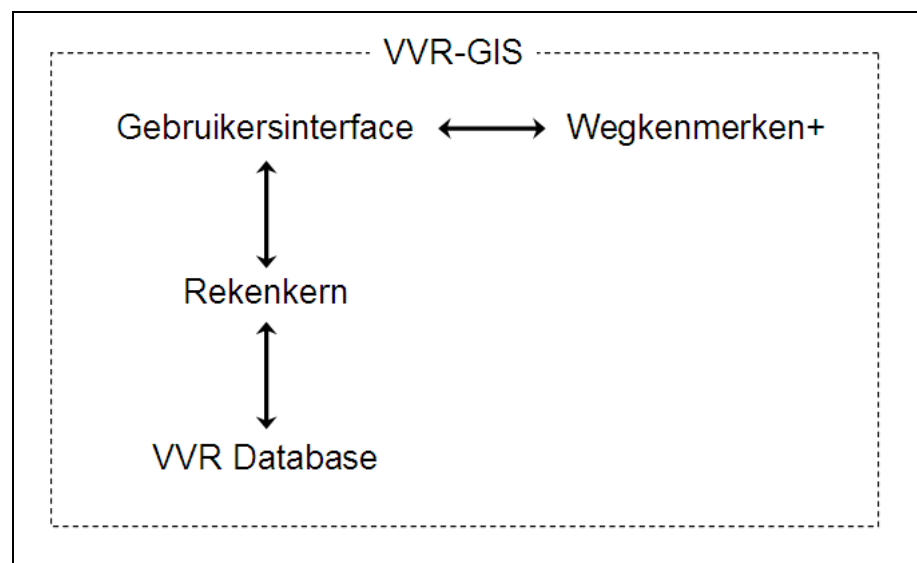 VVR-GIS
Gebruikersinterface
Wegkenmerken+
Rekenkern
VVR Database